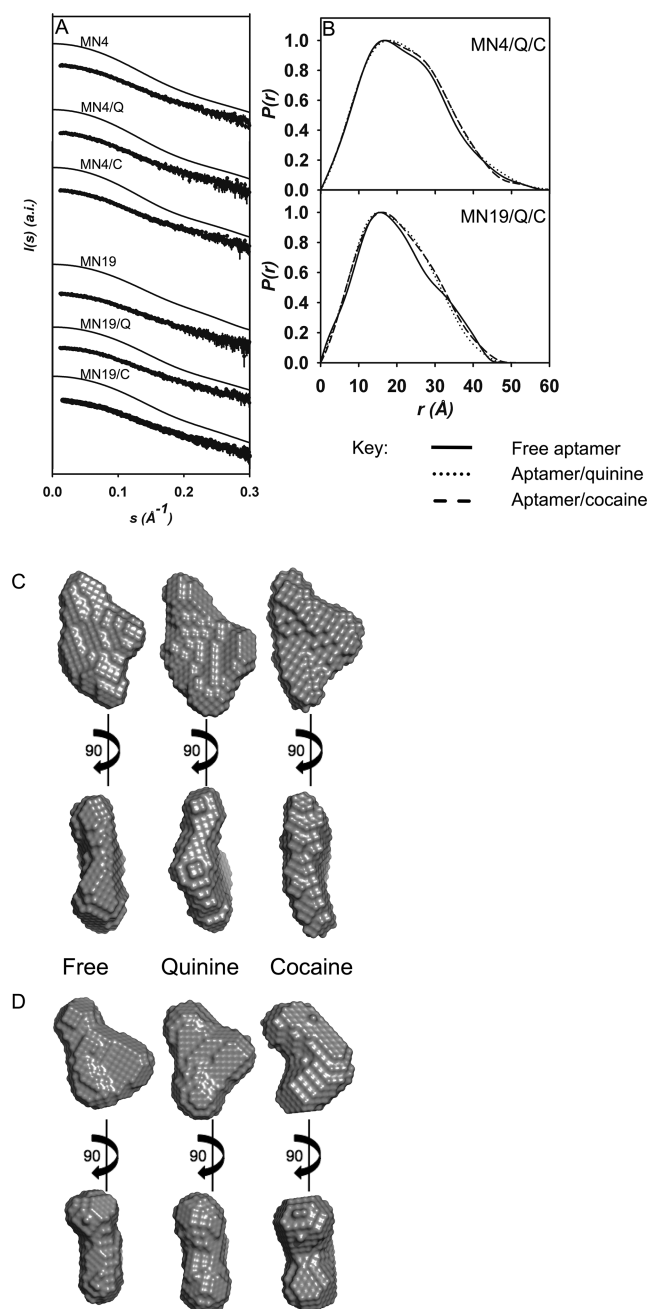 A
MN4
MN4/Q
MN4/C
MN19
MN19/Q
MN19/C
I(s) (a.i.)
0.0 0.1 0.2 0.3
s (Å-1
B
MN4/Q/C
P(r)
1.0
0.8
0.6
0.4
0.2
0.0
MN19/Q/C
P(r)
1.0
0.8
0.6
0.4
0.2
0.0
0 10 20 30 40 50 60
r (Å)
Key:
Free aptamer
Aptamer/quinine
Aptamer/cocaine
C
90 90 90
Free Quinine Cocaine
D
90 90 90